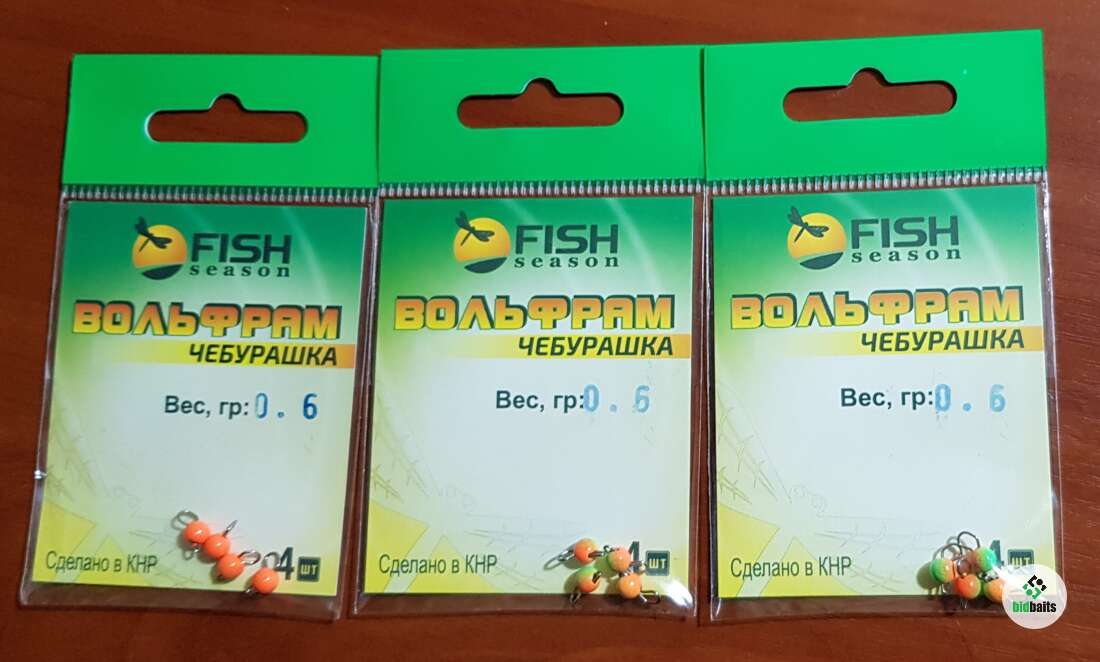 FISH
season
ВОЛЬФРАМ
ЧЕБУРАШКА
Вес, гр: 0.6
Сделано в КНР
4 шт
FISH
season
ВОЛЬФРАМ
ЧЕБУРАШКА
Вес, гр: 0.6
Сделано в КНР
4 шт
FISH
season
ВОЛЬФРАМ
ЧЕБУРАШКА
Вес, гр: 0.6
Сделано в КНР
4 шт
bidbaits